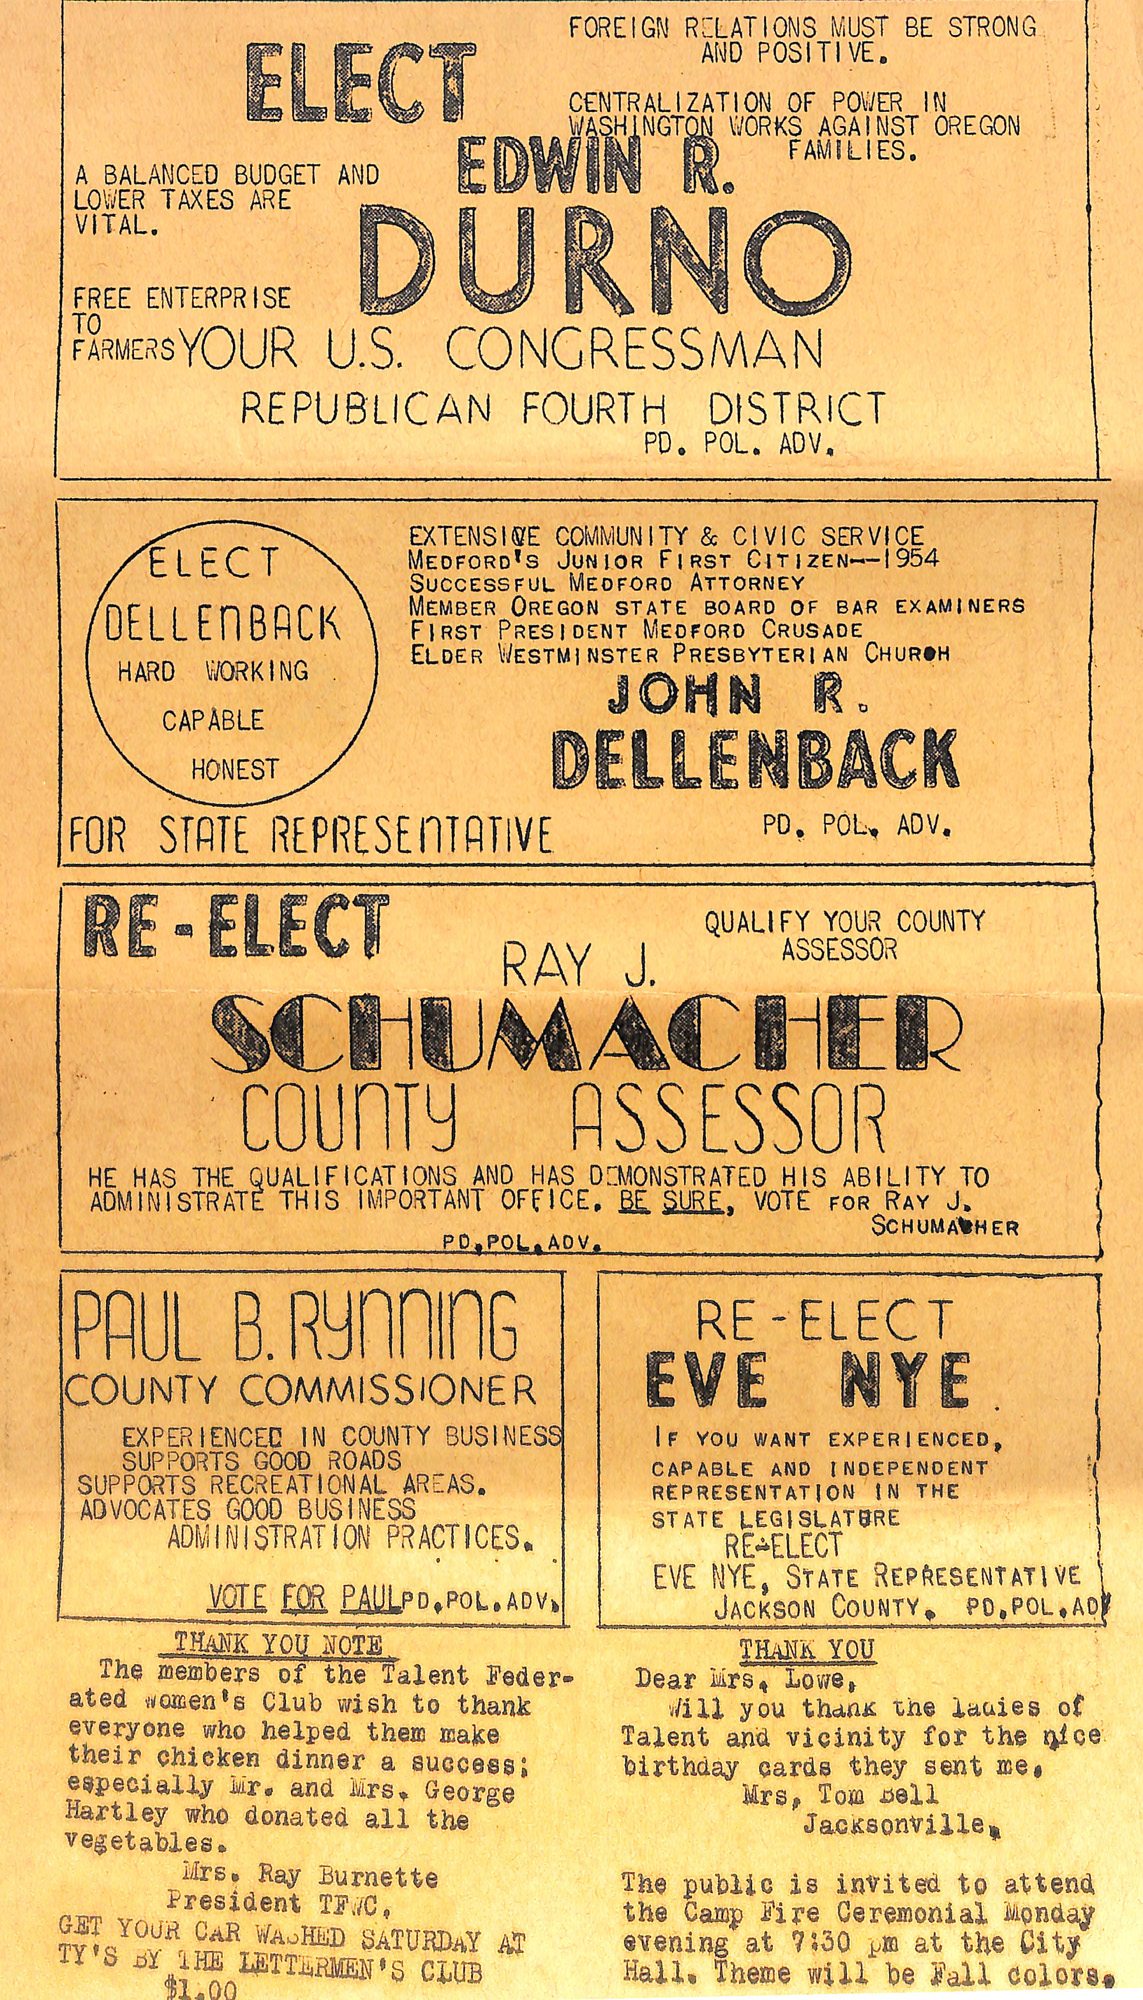 ELECT
FOREIGN RELATIONS MUST BE STRONG
AND POSITIVE.
CENTRALIZATION OF POWER IN
WASHINGTON WORKS AGAINST OREGON
FAMILIES.
EDWIN R.
A BALANCED BUDGET AND
LOWER TAXES ARE
VITAL.
DURNO
FREE ENTERPRISE
TO
FARMERS
YOUR U.S. CONGRESSMAN
REPUBLICAN FOURTH DISTRICT
PD. POL. ADV.
ELECT
DELLENBACK
HARD WORKING
CAPABLE
HONEST
EXTENSIVE COMMUNITY & CIVIC SERVICE
MEDFORD'S JUNIOR FIRST CITIZEN--1954
SUCCESSFUL MEDFORD ATTORNEY
MEMBER OREGON STATE BOARD OF BAR EXAMINERS
FIRST PRESIDENT MEDFORD CRUSADE
ELDER WESTMINSTER PRESBYTERIAN CHURCH
JOHN R.
DELLENBACK
FOR STATE REPRESENTATIVE
PD. POL. ADV.
RE-ELECT
QUALIFY YOUR COUNTY
ASSESSOR
RAY J.
SCHUMACHER
COUNTY ASSESSOR
HE HAS THE QUALIFICATIONS AND HAS DEMONSTRATED HIS ABILITY TO
ADMINISTRATE THIS IMPORTANT OFFICE. BE SURE, VOTE FOR RAY J.
SCHUMACHER
PD.POL.ADV.
PAUL B. RYNNING
COUNTY COMMISSIONER
EXPERIENCED IN COUNTY BUSINESS
SUPPORTS GOOD ROADS
SUPPORTS RECREATIONAL AREAS.
ADVOCATES GOOD BUSINESS
ADMINISTRATION PRACTICES.
VOTE FOR PAUL PD.POL.ADV.
RE-ELECT
EVE NYE
IF YOU WANT EXPERIENCED,
CAPABLE AND INDEPENDENT
REPRESENTATION IN THE
STATE LEGISLATURE
RE-ELECT
EVE NYE, STATE REPRESENTATIVE
JACKSON COUNTY. PD.POL.ADV
THANK YOU NOTE
The members of the Talent Feder-
ated women's Club wish to thank
everyone who helped them make
their chicken dinner a success;
especially Mr. and Mrs. George
Hartley who donated all the
vegetables.
Mrs. Ray Burnette
President TFWC.
GET YOUR CAR WASHED SATURDAY AT
TY'S BY THE LETTERMEN'S CLUB
$1.00
THANK YOU
Dear Mrs. Lowe,
Will you thank the ladies of
Talent and vicinity for the nice
birthday cards they sent me.
Mrs, Tom Bell
Jacksonville.
The public is invited to attend
the Camp Fire Ceremonial Monday
evening at 7:30 pm at the City
Hall. Theme will be Fall colors.